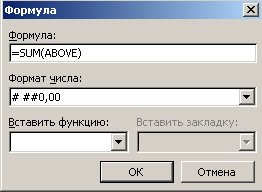 Формула
Формула:
=SUM(ABOVE)
Формат числа:
# ##0,00
Вставить функцию: Вставить закладку:
ОК Отмена